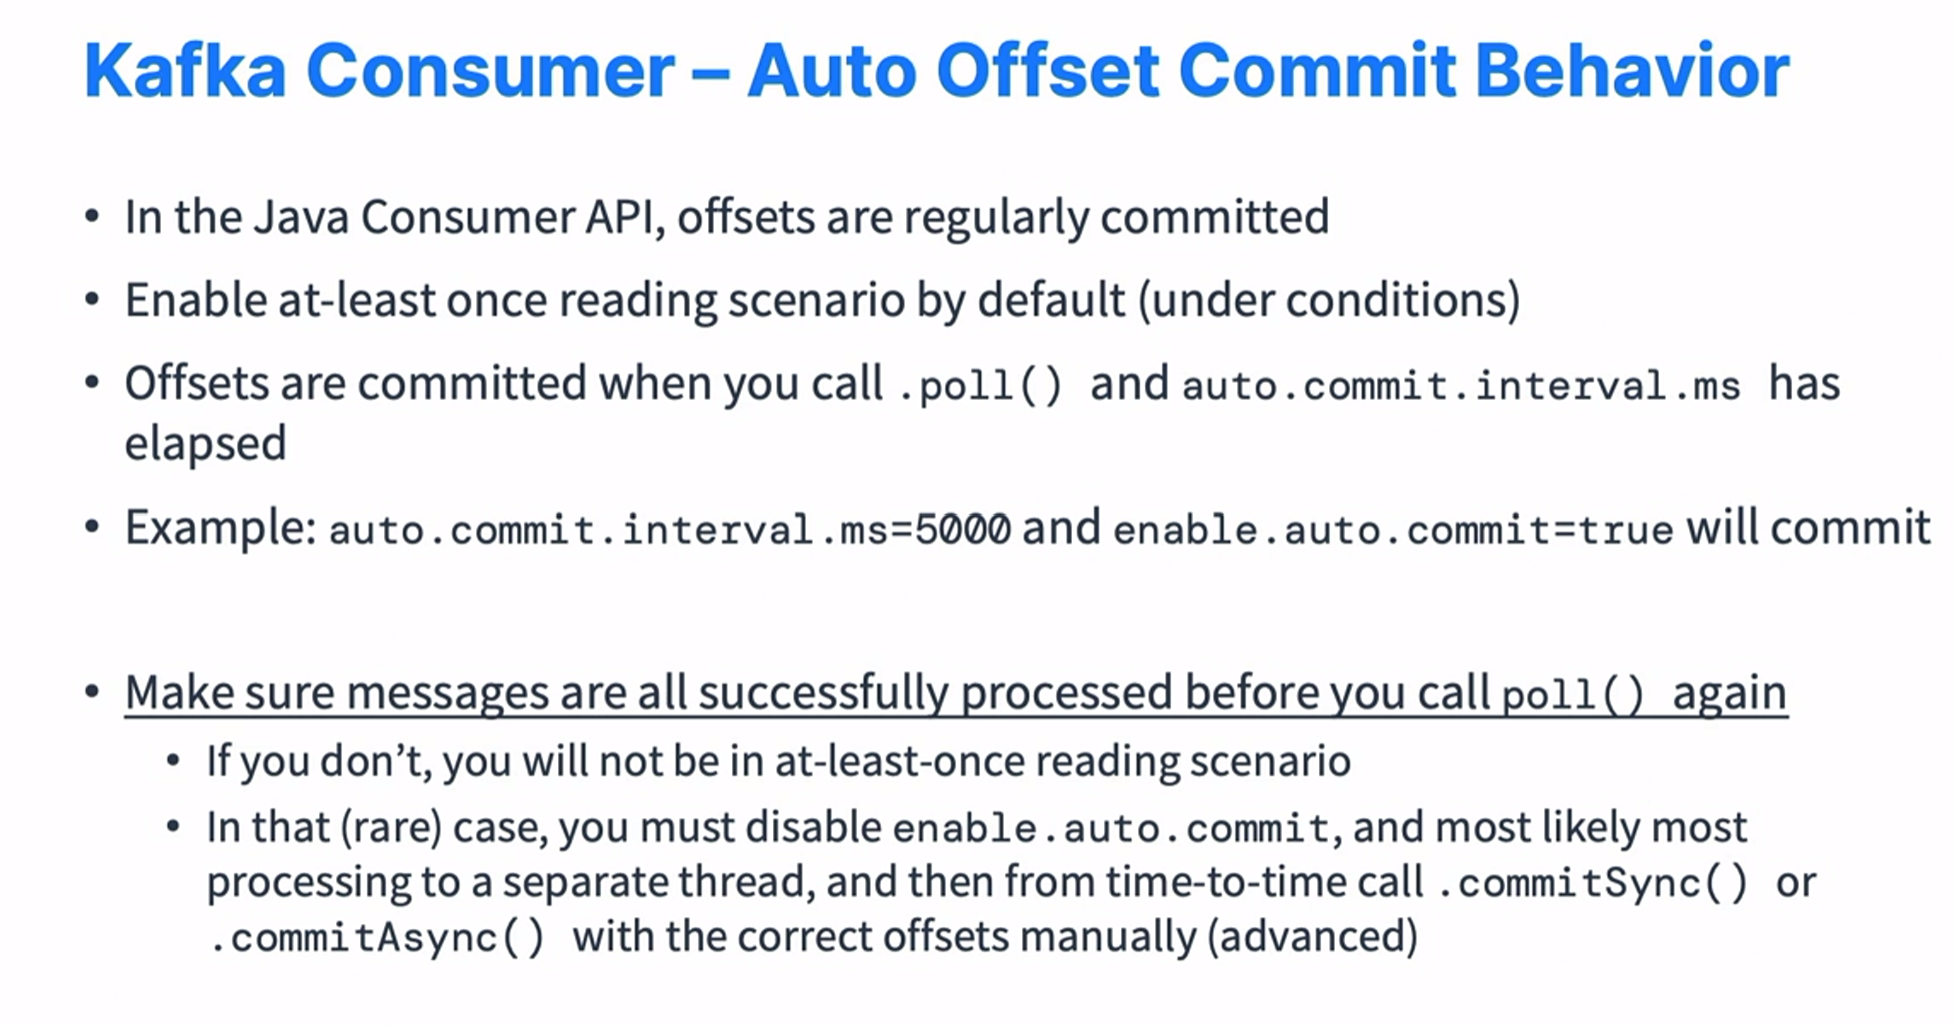 Kafka Consumer – Auto Offset Commit Behavior
• In the Java Consumer API, offsets are regularly committed
• Enable at-least once reading scenario by default (under conditions)
• Offsets are committed when you call .poll() and auto.commit.interval.ms has
elapsed
• Example: auto.commit.interval.ms=5000 and enable.auto.commit=true will commit
• Make sure messages are all successfully processed before you call poll() again
• If you don’t, you will not be in at-least-once reading scenario
• In that (rare) case, you must disable enable.auto.commit, and most likely most
processing to a separate thread, and then from time-to-time call .commitSync() or
.commitAsync() with the correct offsets manually (advanced)